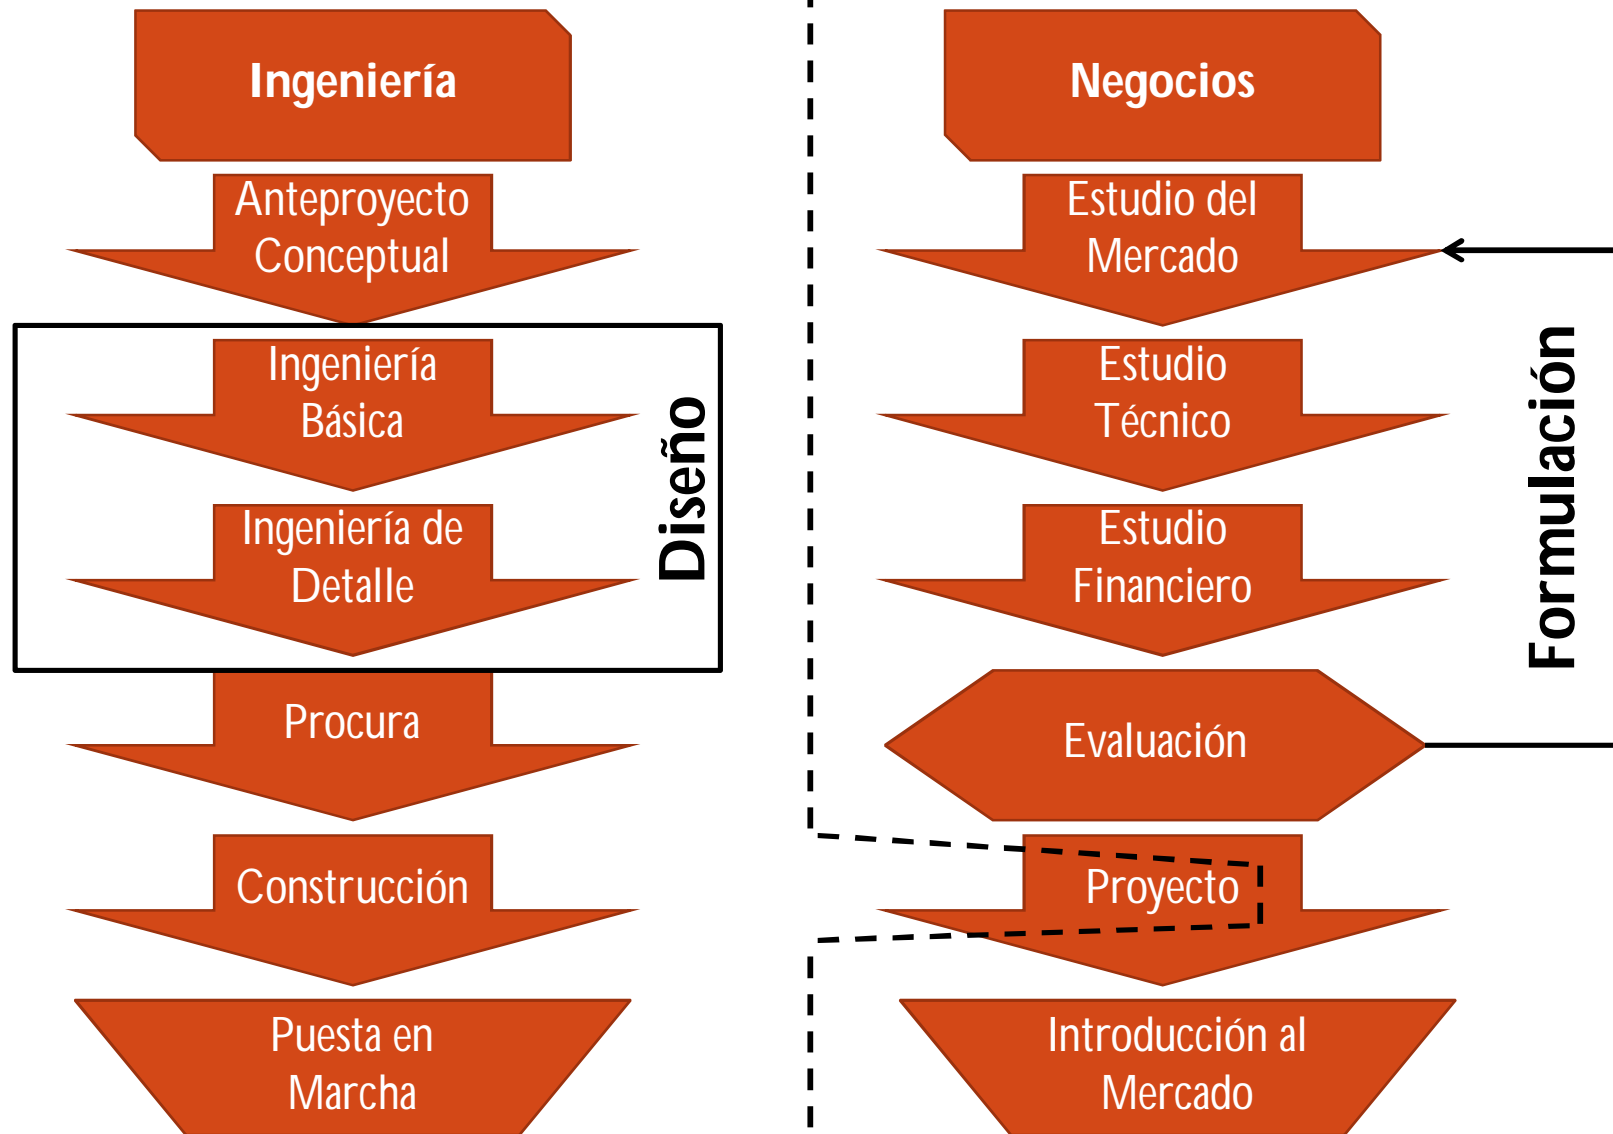 Ingeniería
Anteproyecto
Conceptual
Ingeniería
Básica
Ingeniería de
Detalle
Diseño
Procura
Construcción
Puesta en
Marcha
Negocios
Estudio del
Mercado
Estudio
Técnico
Estudio
Financiero
Formulación
Evaluación
Proyecto
Introducción al
Mercado